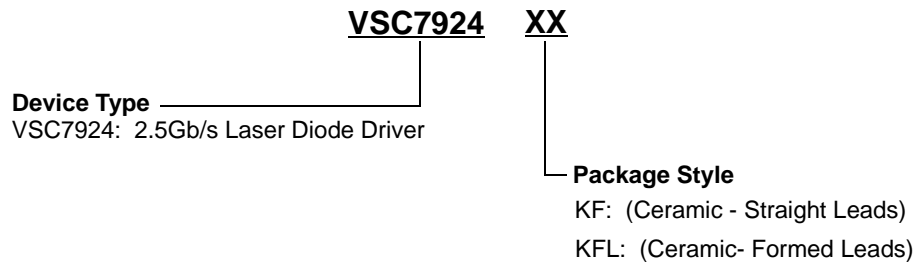 VSC7924 XX
Device Type
VSC7924: 2.5Gb/s Laser Diode Driver
Package Style
KF: (Ceramic - Straight Leads)
KFL: (Ceramic- Formed Leads)